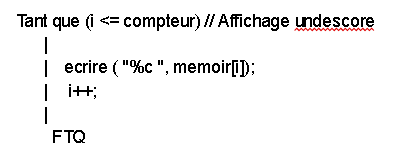 Tant que (i <= compteur) // Affichage undescore
|
| ecrire ( "%c ", memoir[i]);
| i++;
|
FTQ